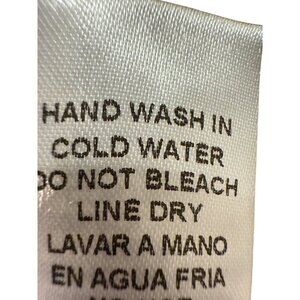 HAND WASH IN
COLD WATER
DO NOT BLEACH
LINE DRY
LAVAR A MANO
EN AGUA FRIA